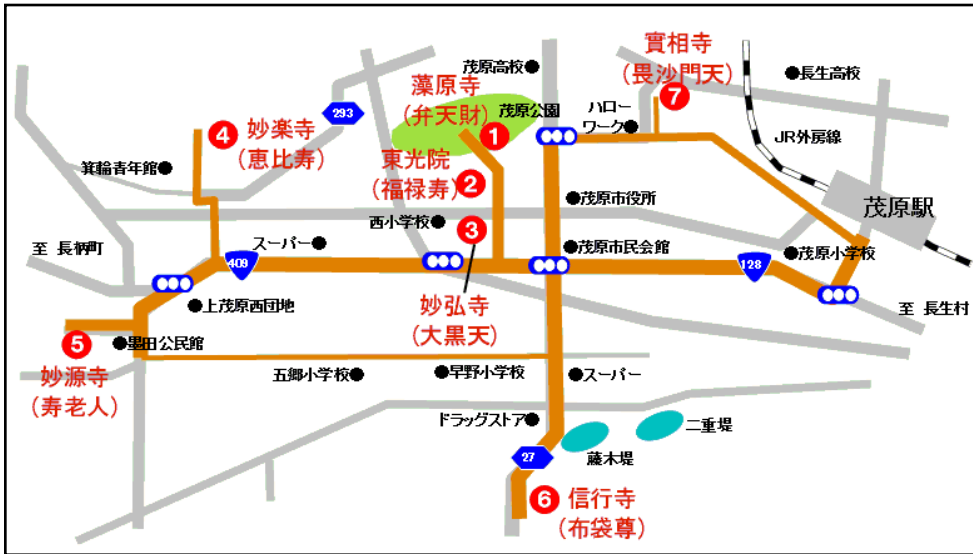 茂原高校
實相寺
(毘沙門天)
7
長生高校
藻原寺
(弁天財)
茂原公園
1
ハロー
ワーク
JR外房線
293
4
妙楽寺
(恵比寿)
箕輪青年館
東光院
(福禄寿)
2
茂原市役所
茂原駅
西小学校
3
スーパー
茂原市民会館
茂原小学校
至 長柄町
409
128
上茂原西団地
妙弘寺
(大黒天)
至 長生村
5
墨田公民館
妙源寺
(寿老人)
五郷小学校
早野小学校
スーパー
ドラッグストア
二重堤
藤木堤
27
6
信行寺
(布袋尊)